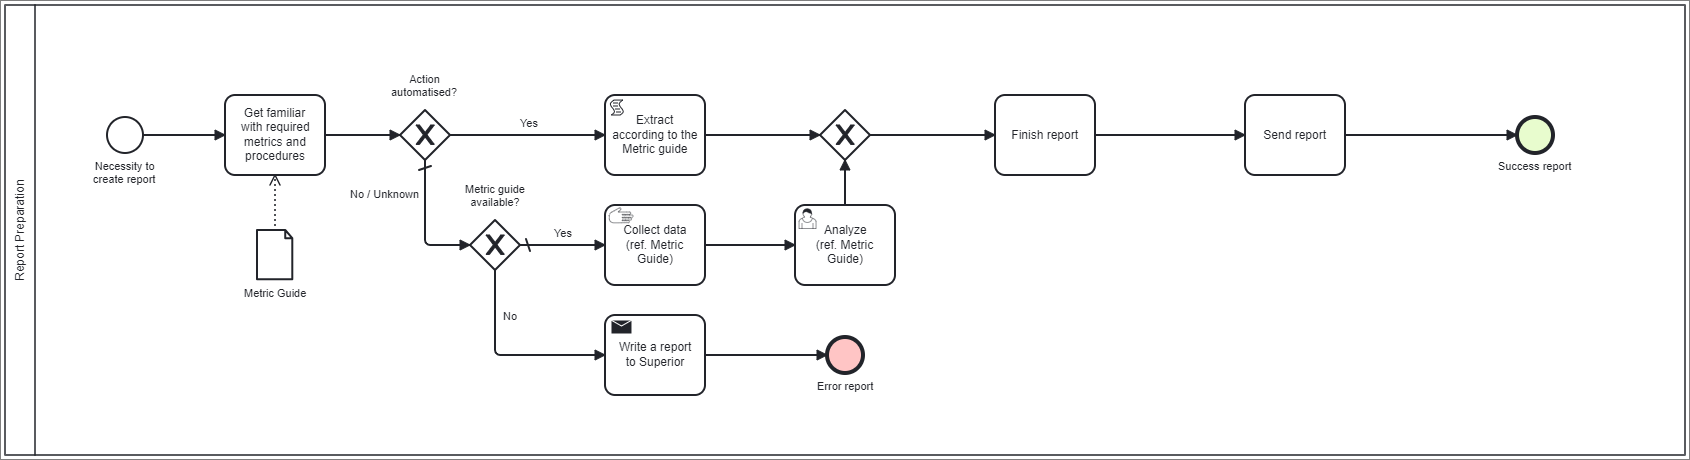 Report Preparation
Necessity to
create report
Get familiar
with required
metrics and
procedures
Metric Guide
Action
automatised?
Yes
No / Unknown
Extract
according to the
Metric guide
Metric guide
available?
Yes
No
Collect data
(ref. Metric
Guide)
Analyze
(ref. Metric
Guide)
Write a report
to Superior
Error report
Finish report
Send report
Success report